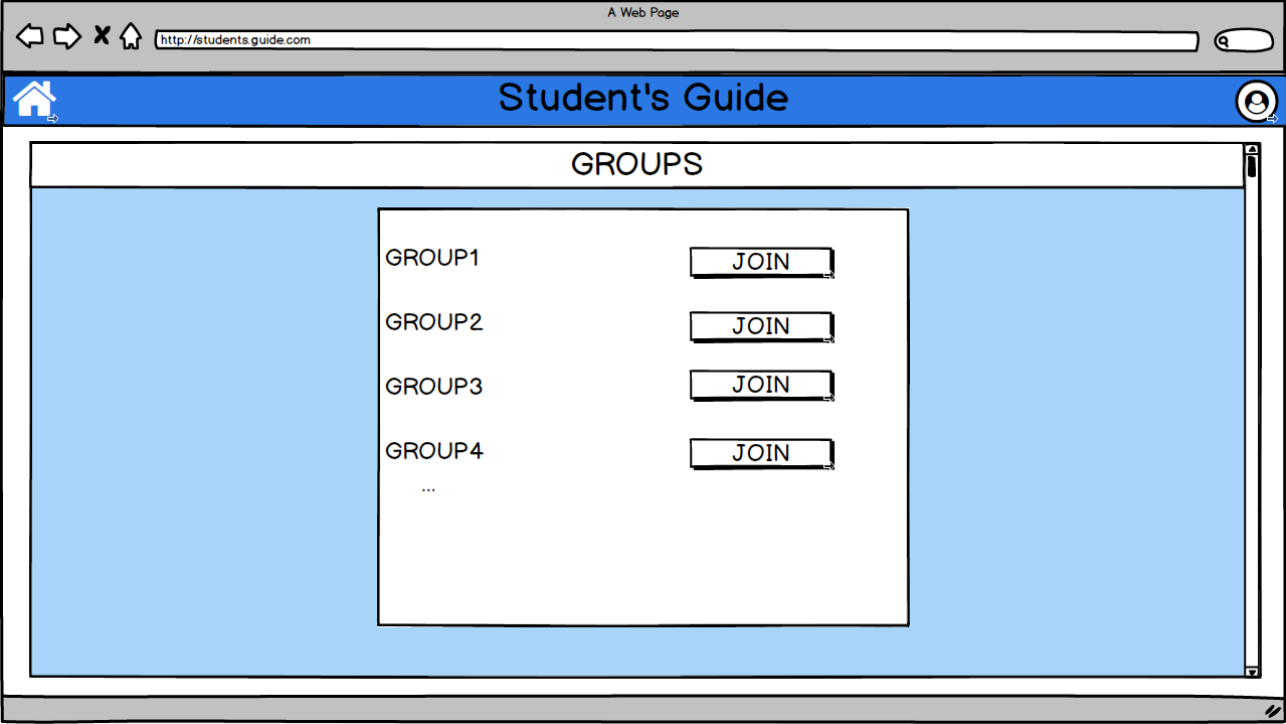 A Web Page
http://students.guide.com
Student's Guide
GROUPS
GROUP1 JOIN
GROUP2 JOIN
GROUP3 JOIN
GROUP4 JOIN
...